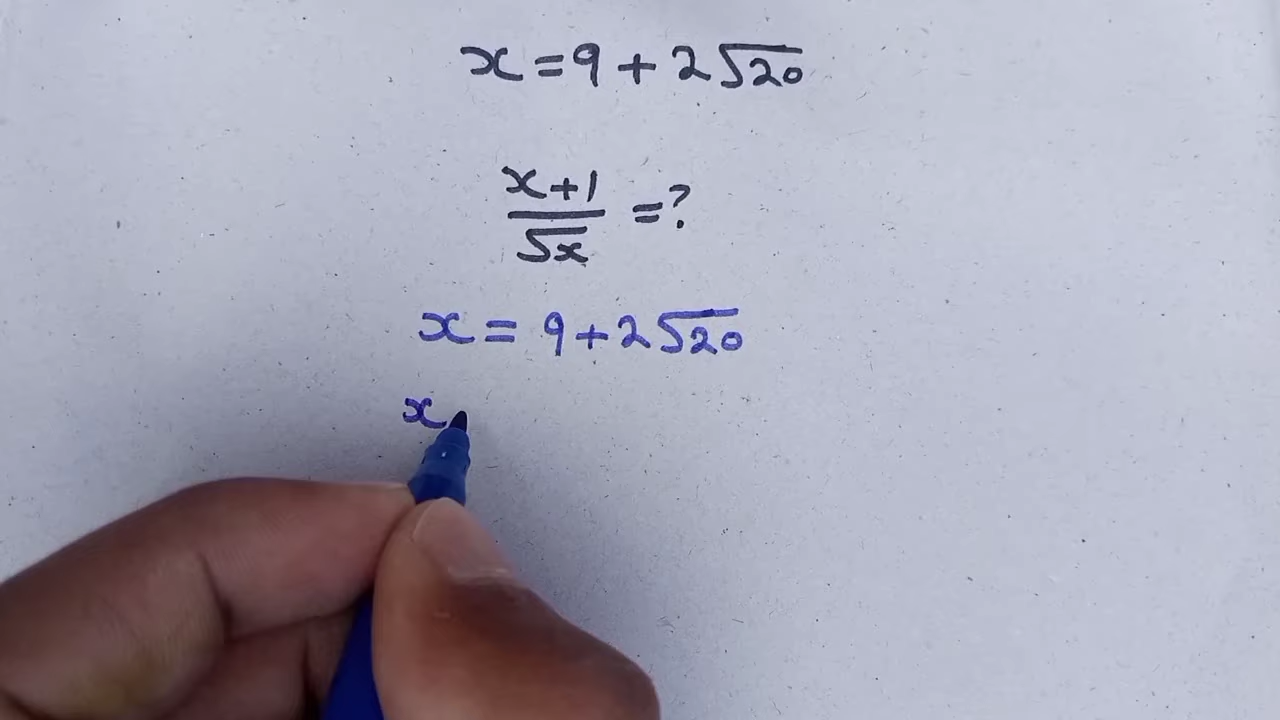 x = 9 + 2√20
x+1
√x
= ?
x = 9 + 2√20
x